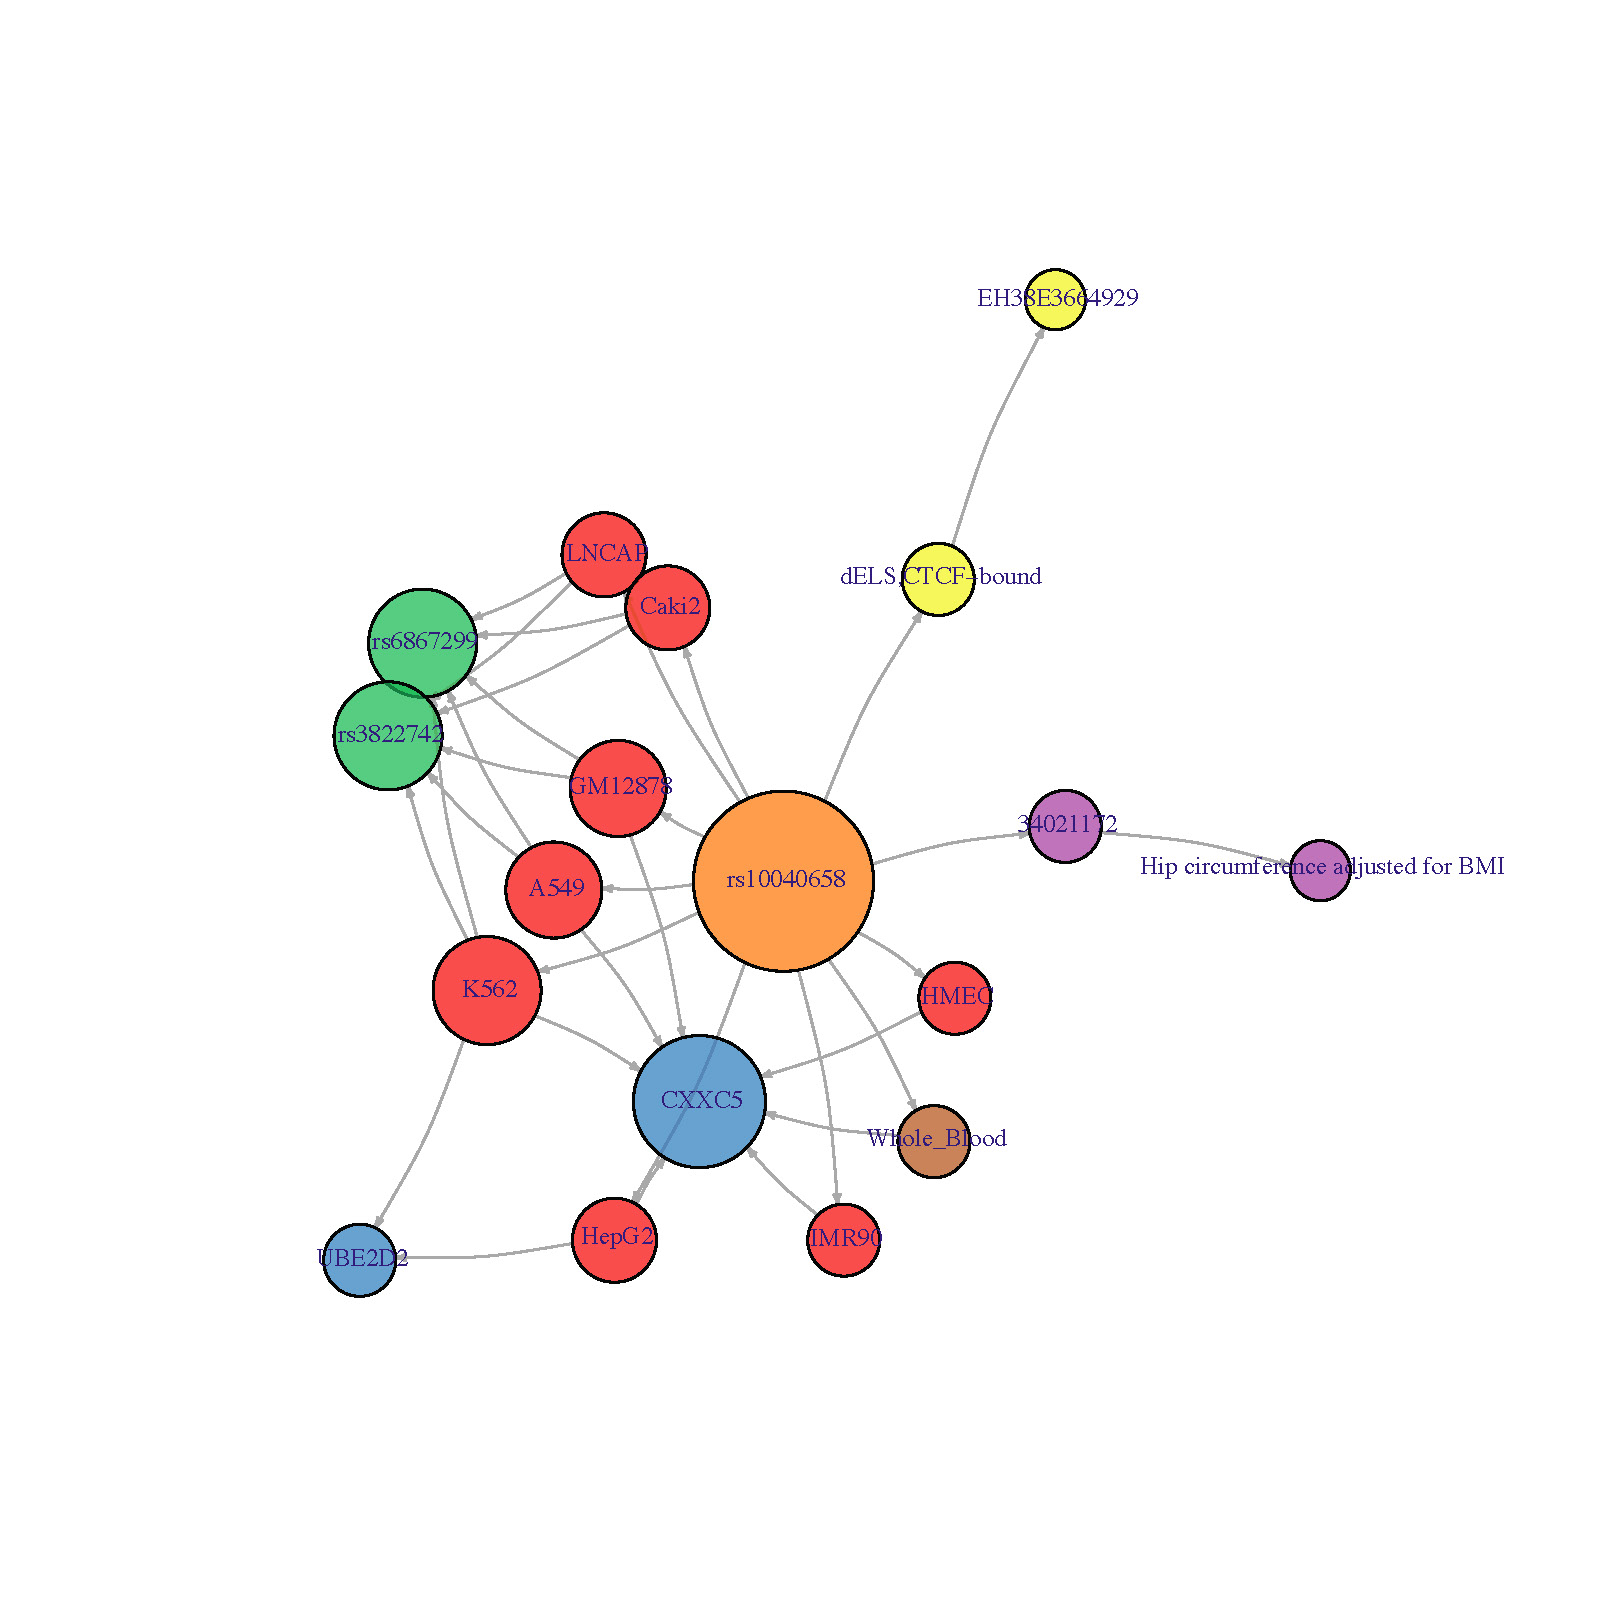 EH38E3664929
LNCAP
dELS,CTCF-bound
Caki2
rs6867299
rs3822742
GM12878
34021172
Hip circumference adjusted for BMI
rs10040658
A549
K562
HMEC
CXXC5
Whole_Blood
HepG2
IMR90
UBE2D2